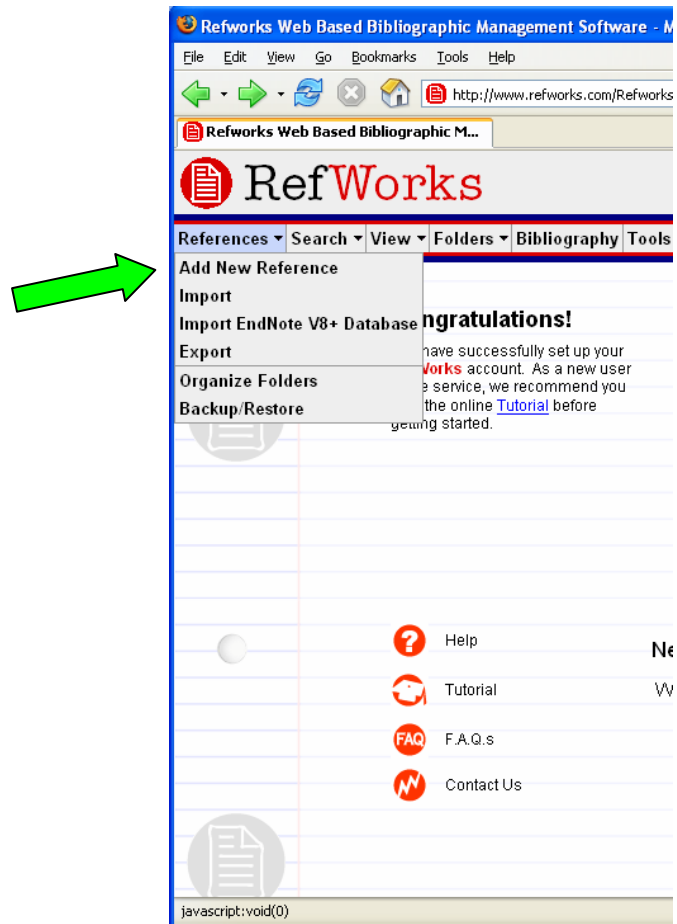 Refworks Web Based Bibliographic Management Software - M
File Edit View Go Bookmarks Tools Help
http://www.refworks.com/Refworks
Refworks Web Based Bibliographic M...
RefWorks
References Search View Folders Bibliography Tools
Add New Reference
Import
Import EndNote V8+ Database
Export
Organize Folders
Backup/Restore
ngratulations!
have successfully set up your
Works account. As a new user
service, we recommend you
the online Tutorial before
getting started.
Help
Ne
Tutorial
W
FAQ F.A.Q.s
Contact Us
javascript:void(0)